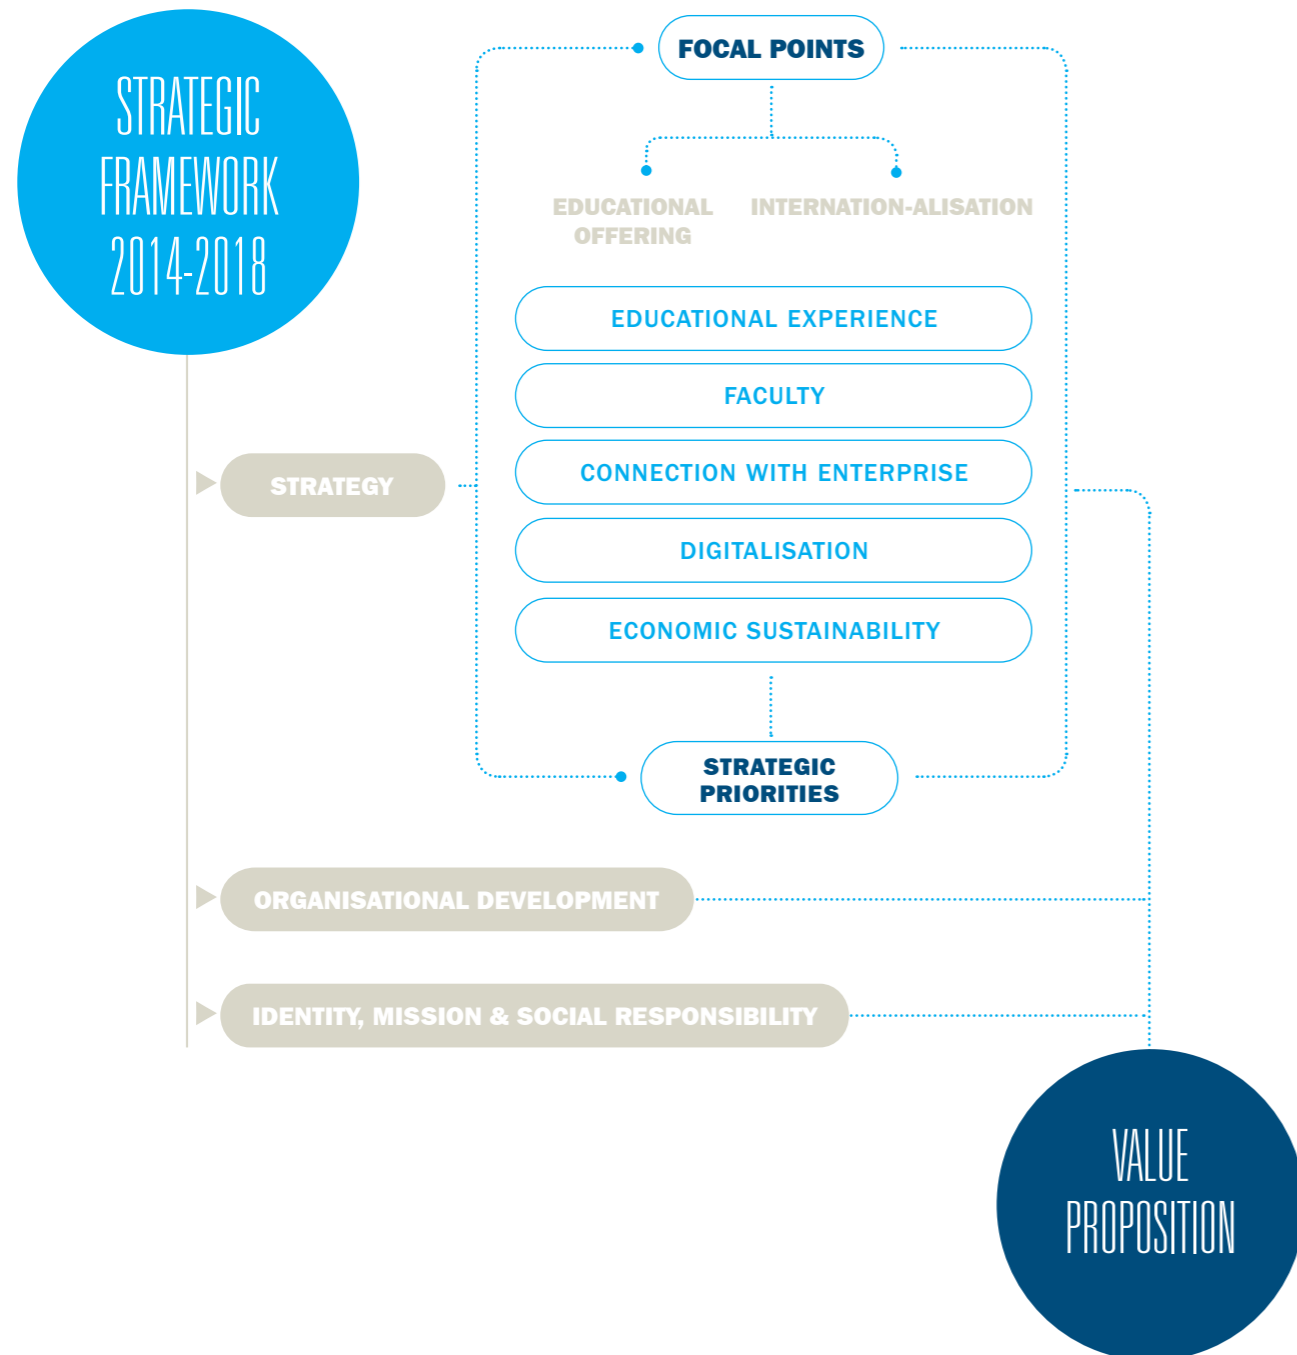 STRATEGIC
FRAMEWORK
2014-2018
FOCAL POINTS
EDUCATIONAL
OFFERING
INTERNATION-ALISATION
EDUCATIONAL EXPERIENCE
FACULTY
CONNECTION WITH ENTERPRISE
DIGITALISATION
ECONOMIC SUSTAINABILITY
STRATEGY
STRATEGIC
PRIORITIES
ORGANISATIONAL DEVELOPMENT
IDENTITY, MISSION & SOCIAL RESPONSIBILITY
VALUE
PROPOSITION